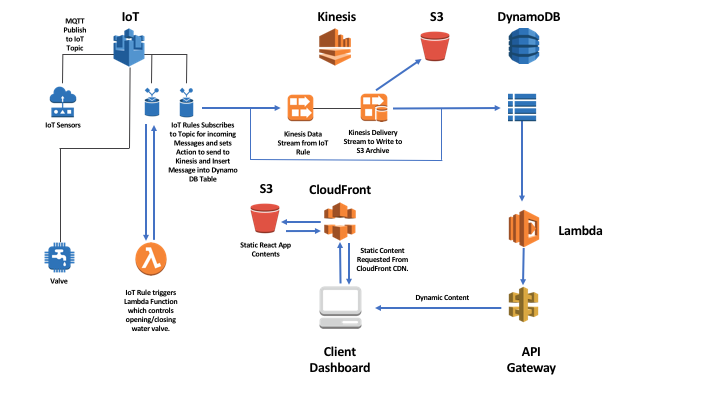 MQTT
Publish
to IoT
Topic
IoT
Kinesis
S3
DynamoDB
IoT Sensors
IoT Rules Subscribes
to Topic for incoming
Messages and sets
Action to send to
Kinesis and Insert
Message into Dynamo
DB Table
Kinesis Data
Stream from IoT
Rule
Kinesis Delivery
Stream to Write to
S3 Archive
S3
CloudFront
Static React App
Contents
Static Content
Requested From
CloudFront CDN.
Lambda
Valve
IoT Rule triggers
Lambda Function
which controls
opening/closing
water valve.
Dynamic Content
Client
Dashboard
API
Gateway